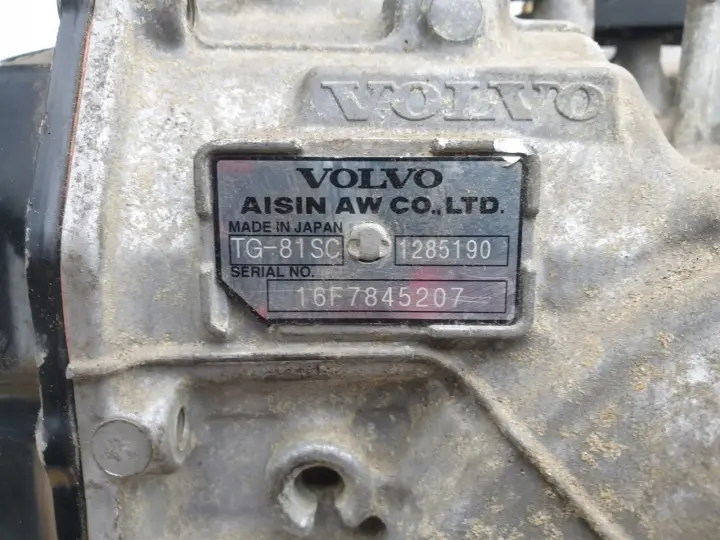 VOLVO
VOLVO
AISIN AW CO.,LTD.
MADE IN JAPAN
TG-81SC 1285190
SERIAL NO.
16F7845207